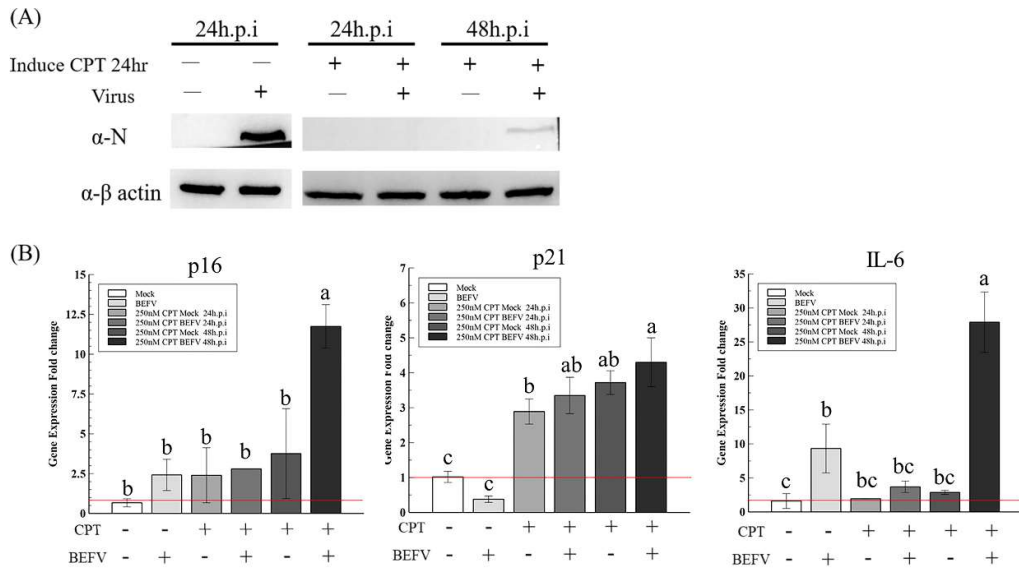 (A)
24h.p.i 24h.p.i 48h.p.i
Induce CPT 24hr — — + + + +
Virus — + — + — +
α-N
α-β actin
(B)
p16
15
12.5
10
7.5
5
2.5
0
Gene Expression Fold change
Mock
BEFV
250nM CPT Mock 24h.p.i
250nM CPT BEFV 24h.p.i
250nM CPT Mock 48h.p.i
250nM CPT BEFV 48h.p.i
b b b b b a
CPT - - + + + +
BEFV - + - + - +
p21
7
6
5
4
3
2
1
0
Gene Expression Fold change
Mock
BEFV
250nM CPT Mock 24h.p.i
250nM CPT BEFV 24h.p.i
250nM CPT Mock 48h.p.i
250nM CPT BEFV 48h.p.i
c c b ab ab a
- - + + + +
- + - + - +
IL-6
35
30
25
20
15
10
5
0
Gene Expression Fold change
Mock
BEFV
250nM CPT Mock 24h.p.i
250nM CPT BEFV 24h.p.i
250nM CPT Mock 48h.p.i
250nM CPT BEFV 48h.p.i
c b bc bc bc a
CPT - - + + + +
BEFV - + - + - +